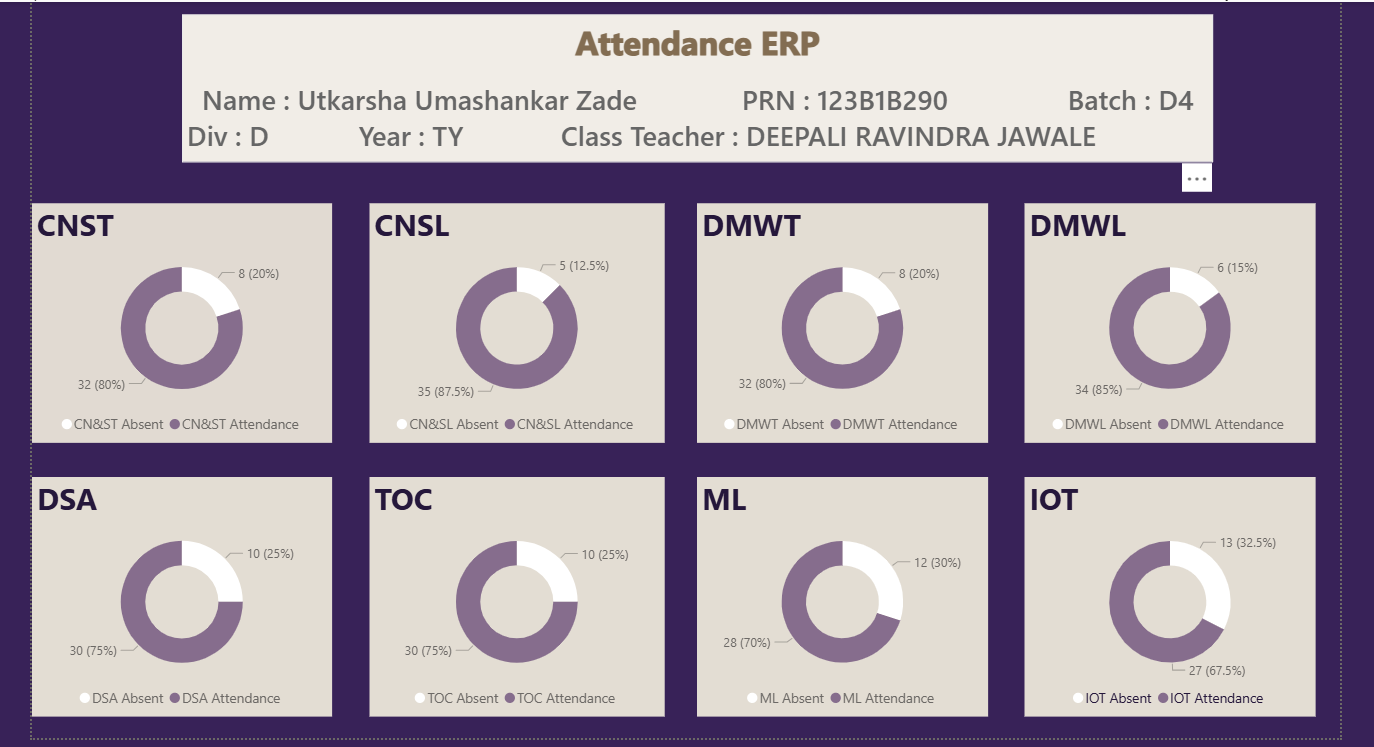 Attendance ERP
Name : Utkarsha Umashankar Zade PRN : 123B1B290 Batch : D4
Div : D Year : TY Class Teacher : DEEPALI RAVINDRA JAWALE
CNST
8 (20%)
32 (80%)
CN&ST Absent CN&ST Attendance
CNSL
5 (12.5%)
35 (87.5%)
CN&SL Absent CN&SL Attendance
DMWT
8 (20%)
32 (80%)
DMWT Absent DMWT Attendance
DMWL
6 (15%)
34 (85%)
DMWL Absent DMWL Attendance
DSA
10 (25%)
30 (75%)
DSA Absent DSA Attendance
TOC
10 (25%)
30 (75%)
TOC Absent TOC Attendance
ML
12 (30%)
28 (70%)
ML Absent ML Attendance
IOT
13 (32.5%)
27 (67.5%)
IOT Absent IOT Attendance